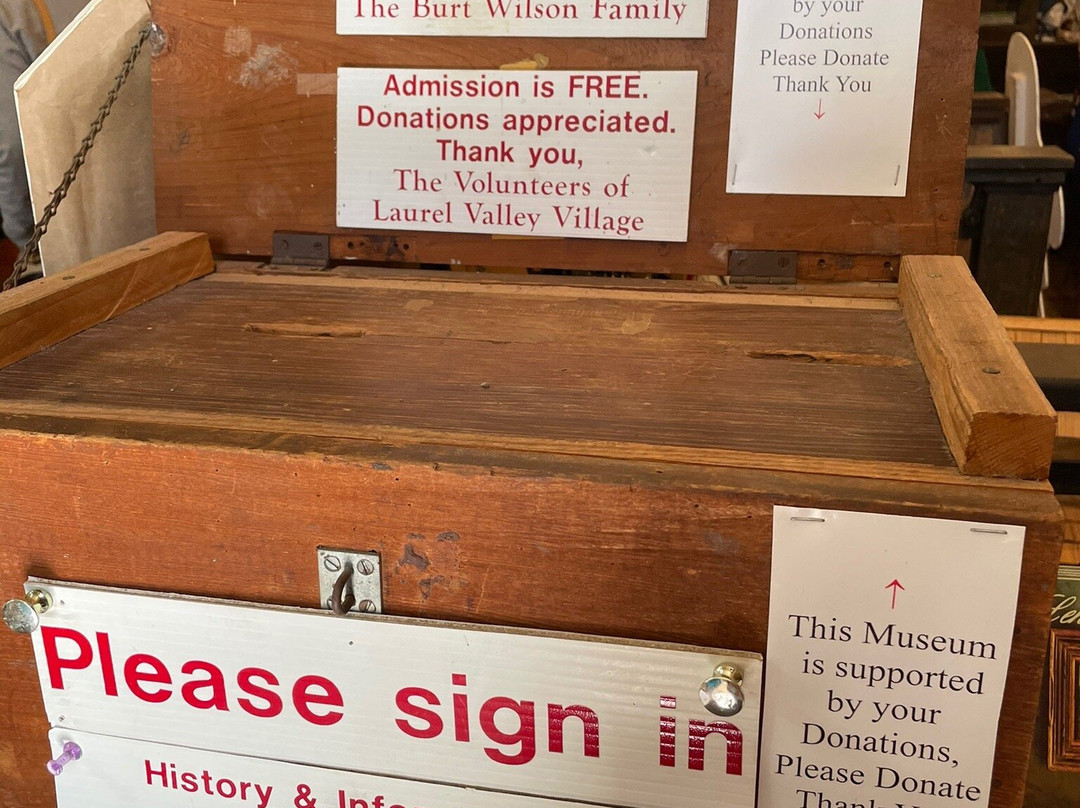 The Burt Wilson Family
Admission is FREE.
Donations appreciated.
Thank you,
The Volunteers of
Laurel Valley Village
by your
Donations
Please Donate
Thank You
↓
Please sign in
History &
↑
This Museum
is supported
by your
Donations,
Please Donate
Thank